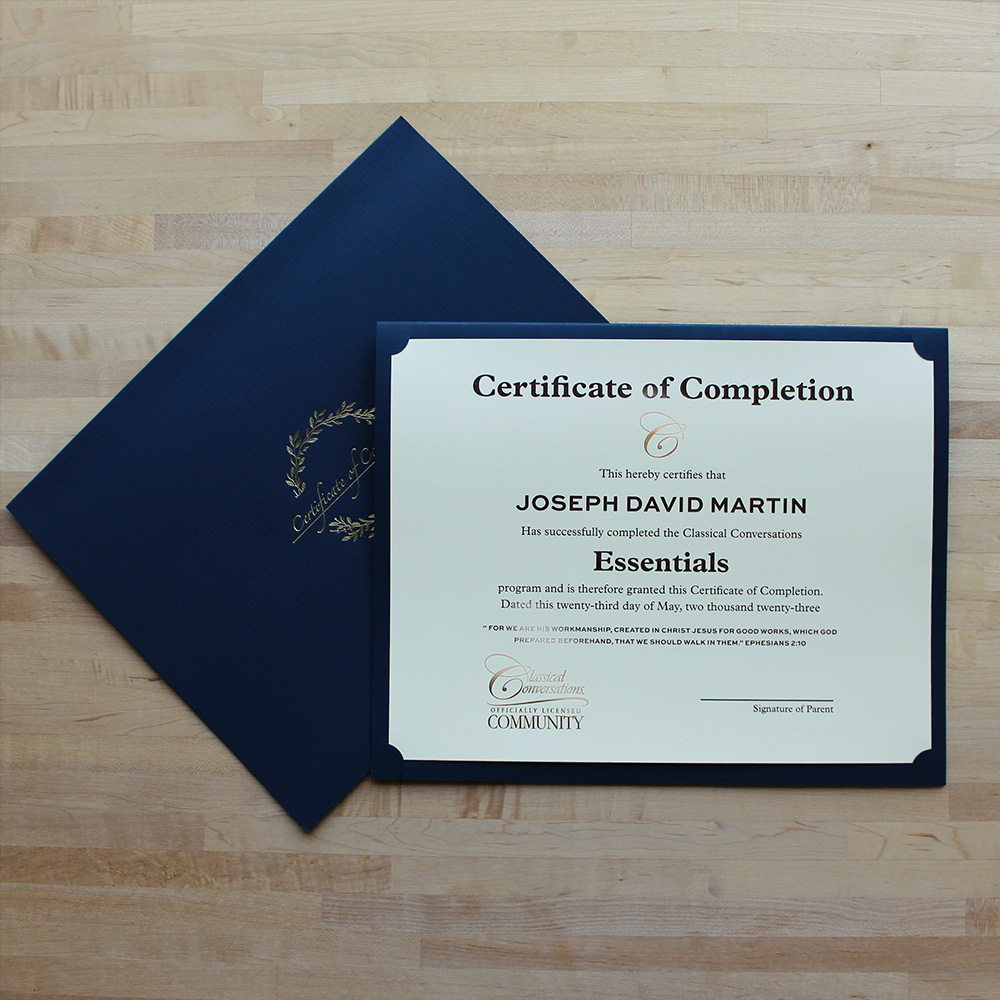 Certificate of
Certificate of Completion
C
This hereby certifies that
JOSEPH DAVID MARTIN
Has successfully completed the Classical Conversations
Essentials
program and is therefore granted this Certificate of Completion.
Dated this twenty-third day of May, two thousand twenty-three
“ FOR WE ARE HIS WORKMANSHIP, CREATED IN CHRIST JESUS FOR GOOD WORKS, WHICH GOD
PREPARED BEFOREHAND, THAT WE SHOULD WALK IN THEM.” EPHESIANS 2:10
Classical
Conversations
OFFICIALLY LICENSED
COMMUNITY
Signature of Parent